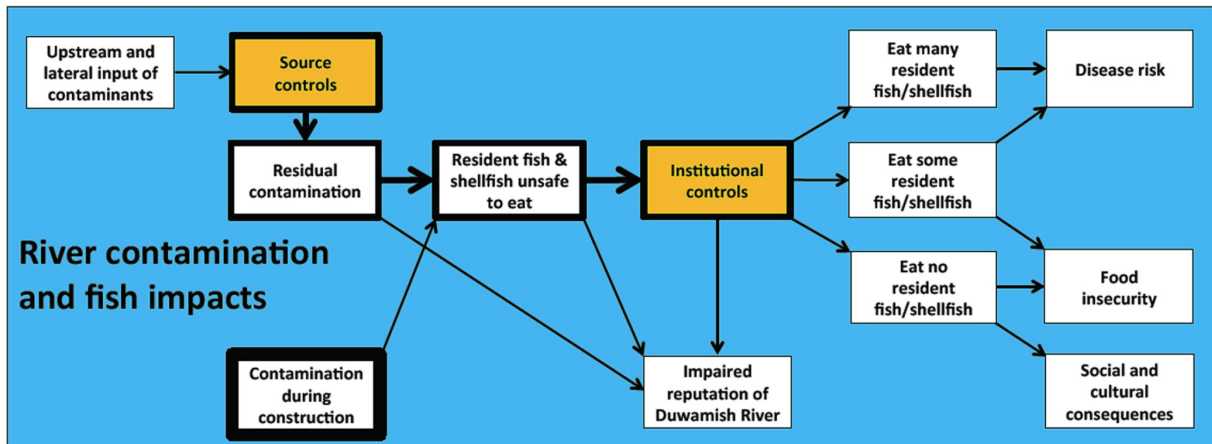 Upstream and
lateral input of
contaminants
Source
controls
Residual
contamination
Resident fish &
shellfish unsafe
to eat
Institutional
controls
Eat many
resident
fish/shellfish
Disease risk
Eat some
resident
fish/shellfish
Eat no
resident
fish/shellfish
Food
insecurity
Social and
cultural
consequences
River contamination
and fish impacts
Contamination
during
construction
Impaired
reputation of
Duwamish River